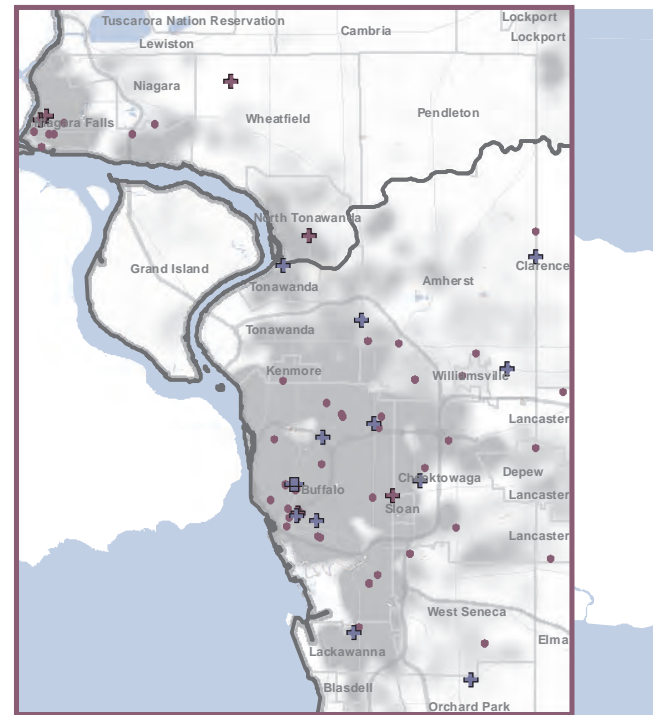 Tuscarora Nation Reservation
Lockport
Cambria
Lockport
Lewiston
Niagara
Wheatfield
Pendleton
Niagara Falls
North Tonawanda
Clarence
Grand Island
Amherst
Tonawanda
Tonawanda
Kenmore
Williamsville
Lancaster
Depew
Cheektowaga
Buffalo
Lancaster
Sloan
Lancaster
West Seneca
Elma
Lackawanna
Blasdell
Orchard Park